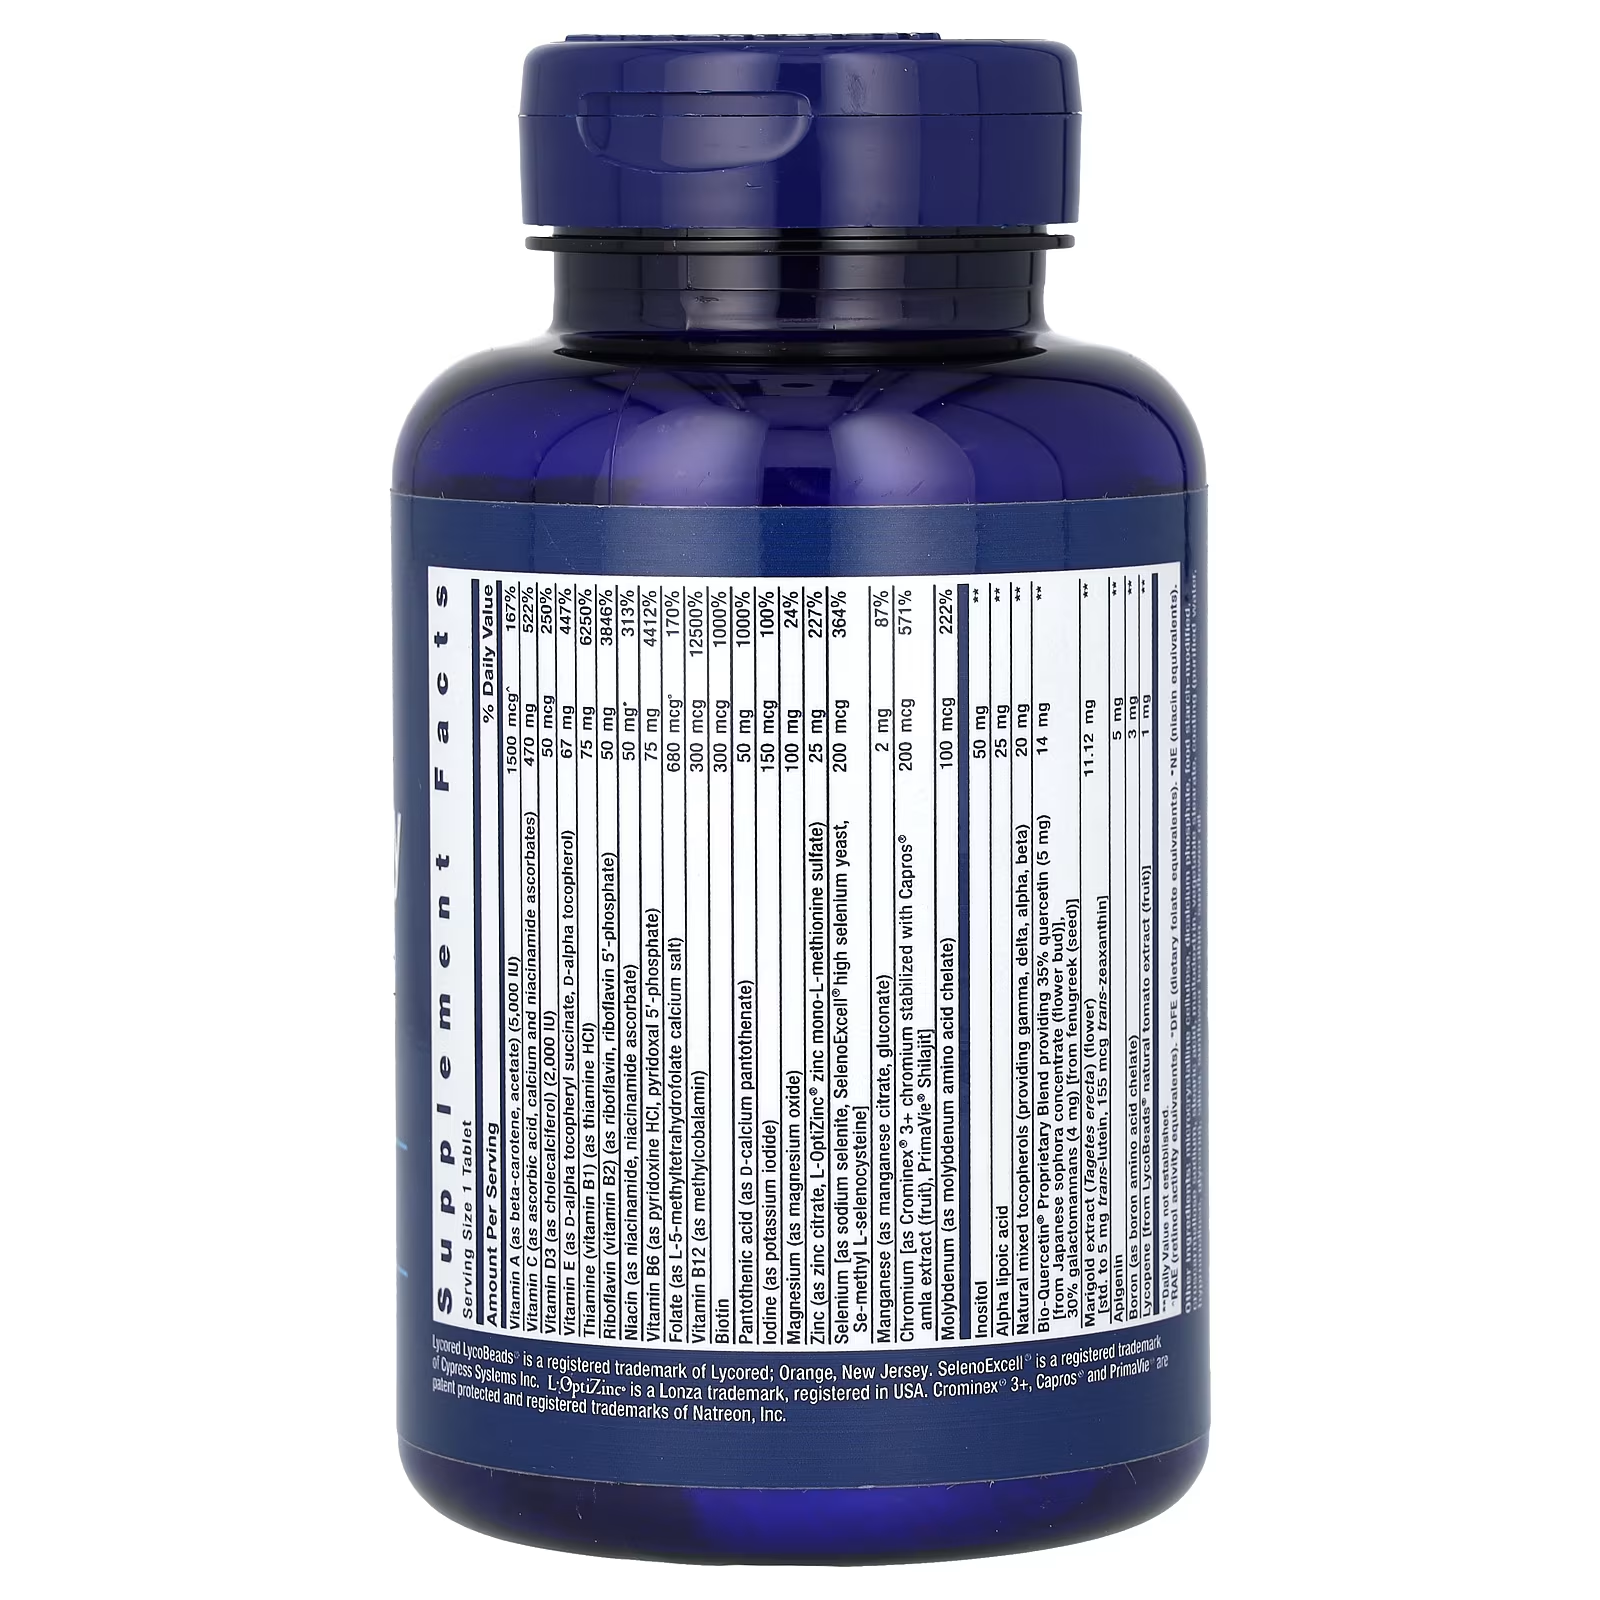 Supplement Facts
Serving Size 1 Tablet
Amount Per Serving % Daily Value
Vitamin A (as beta-carotene, acetate) (5,000 IU) 1500 mcg^ 167%
Vitamin C (as ascorbic acid, calcium and niacinamide ascorbates) 470 mg 522%
Vitamin D3 (as cholecalciferol) (2,000 IU) 50 mcg 250%
Vitamin E (as D-alpha tocopheryl succinate, D-alpha tocopherol) 67 mg 447%
Thiamine (vitamin B1) (as thiamine HCl) 75 mg 6250%
Riboflavin (vitamin B2) (as riboflavin, riboflavin 5'-phosphate) 50 mg 3846%
Niacin (as niacinamide, niacinamide ascorbate) 50 mg* 313%
Vitamin B6 (as pyridoxine HCl, pyridoxal 5'-phosphate) 75 mg 4412%
Folate (as L-5-methyltetrahydrofolate calcium salt) 680 mcg° 170%
Vitamin B12 (as methylcobalamin) 300 mcg 12500%
Biotin 300 mcg 1000%
Pantothenic acid (as D-calcium pantothenate) 50 mg 1000%
Iodine (as potassium iodide) 150 mcg 100%
Magnesium (as magnesium oxide) 100 mg 24%
Zinc (as zinc citrate, L-OptiZinc® zinc mono-L-methionine sulfate) 25 mg 227%
Selenium [as sodium selenite, SelenoExcell® high selenium yeast, 200 mcg 364%
Se-methyl L-selenocysteine]
Manganese (as manganese citrate, gluconate) 2 mg 87%
Chromium [as Crominex® 3+ chromium stabilized with Capros® 200 mcg 571%
amla extract (fruit), PrimaVie® Shilajit]
Molybdenum (as molybdenum amino acid chelate) 100 mcg 222%
Inositol 50 mg **
Alpha lipoic acid 25 mg **
Natural mixed tocopherols (providing gamma, delta, alpha, beta) 20 mg **
Bio-Quercetin® Proprietary Blend providing 35% quercetin (5 mg) 14 mg **
[from Japanese sophora concentrate (flower bud)],
30% galactomannans (4 mg) [from fenugreek (seed)]
Marigold extract (Tagetes erecta) (flower) 11.12 mg **
[std. to 5 mg trans-lutein, 155 mcg trans-zeaxanthin]
Apigenin 5 mg **
Boron (as boron amino acid chelate) 3 mg **
Lycopene [from LycoBeads® natural tomato extract (fruit)] 1 mg **
**Daily Value not established.
^RAE (retinol activity equivalents). °DFE (dietary folate equivalents). *NE (niacin equivalents).
Lycored LycoBeads® is a registered trademark of Lycored; Orange, New Jersey. SelenoExcell® is a registered trademark
of Cypress Systems Inc. L-OptiZinc® is a Lonza trademark, registered in USA. Crominex® 3+, Capros® and PrimaVie® are
patent protected and registered trademarks of Natreon, Inc.